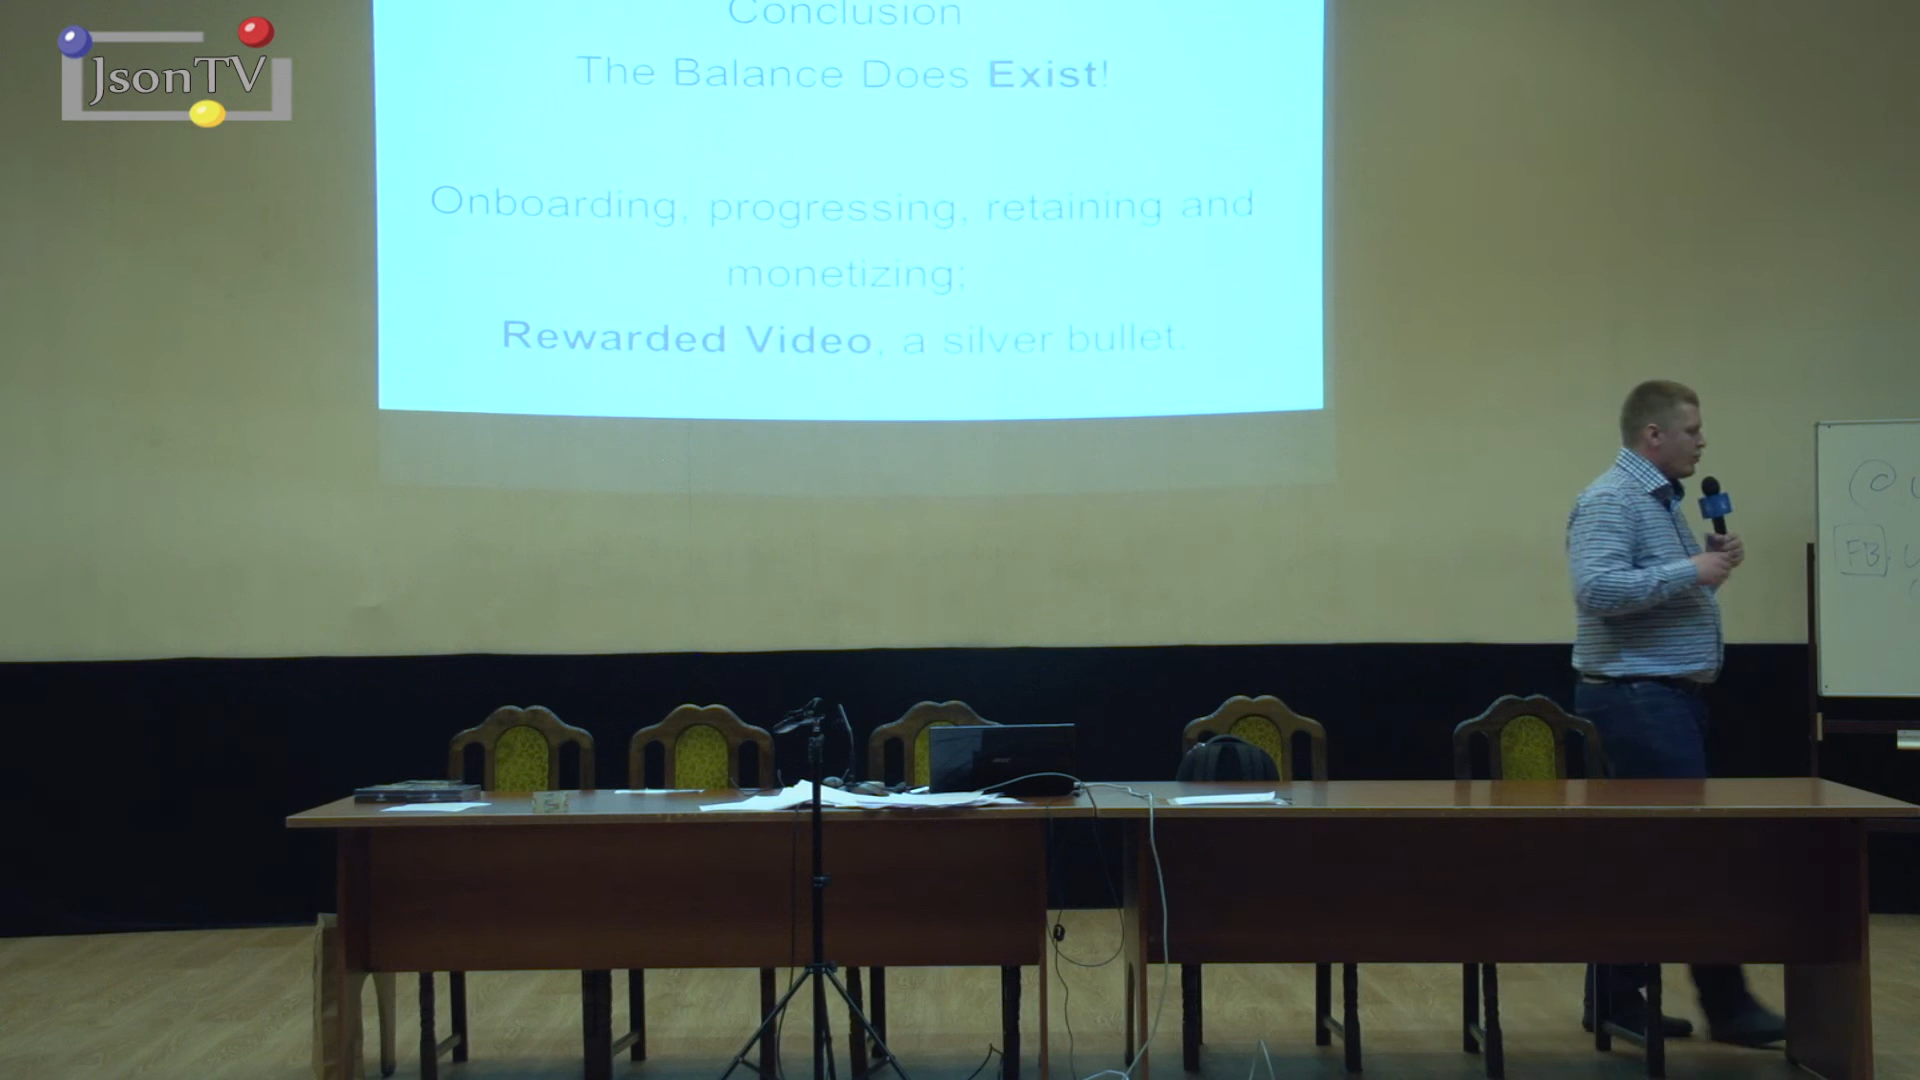 JsonTV
Conclusion
The Balance Does Exist!
Onboarding, progressing, retaining and
monetizing;
Rewarded Video, a silver bullet.
FB